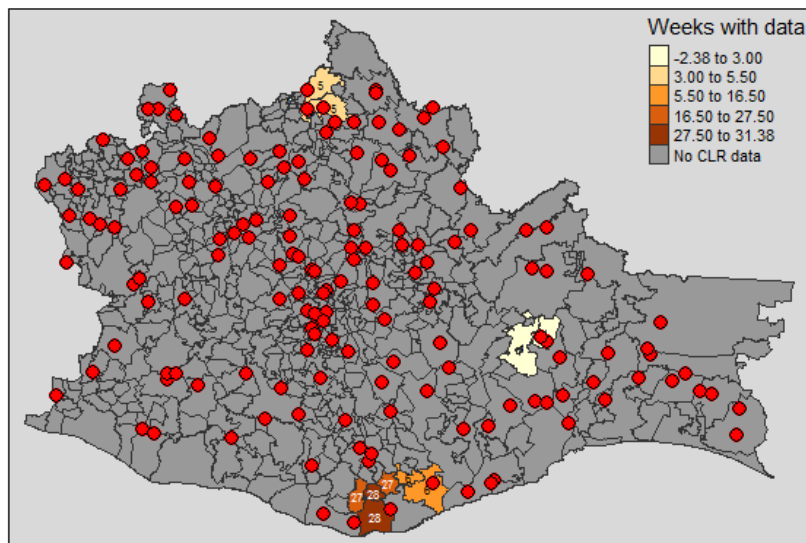 Weeks with data
-2.38 to 3.00
3.00 to 5.50
5.50 to 16.50
16.50 to 27.50
27.50 to 31.38
No CLR data
5
5
27
28
27
28